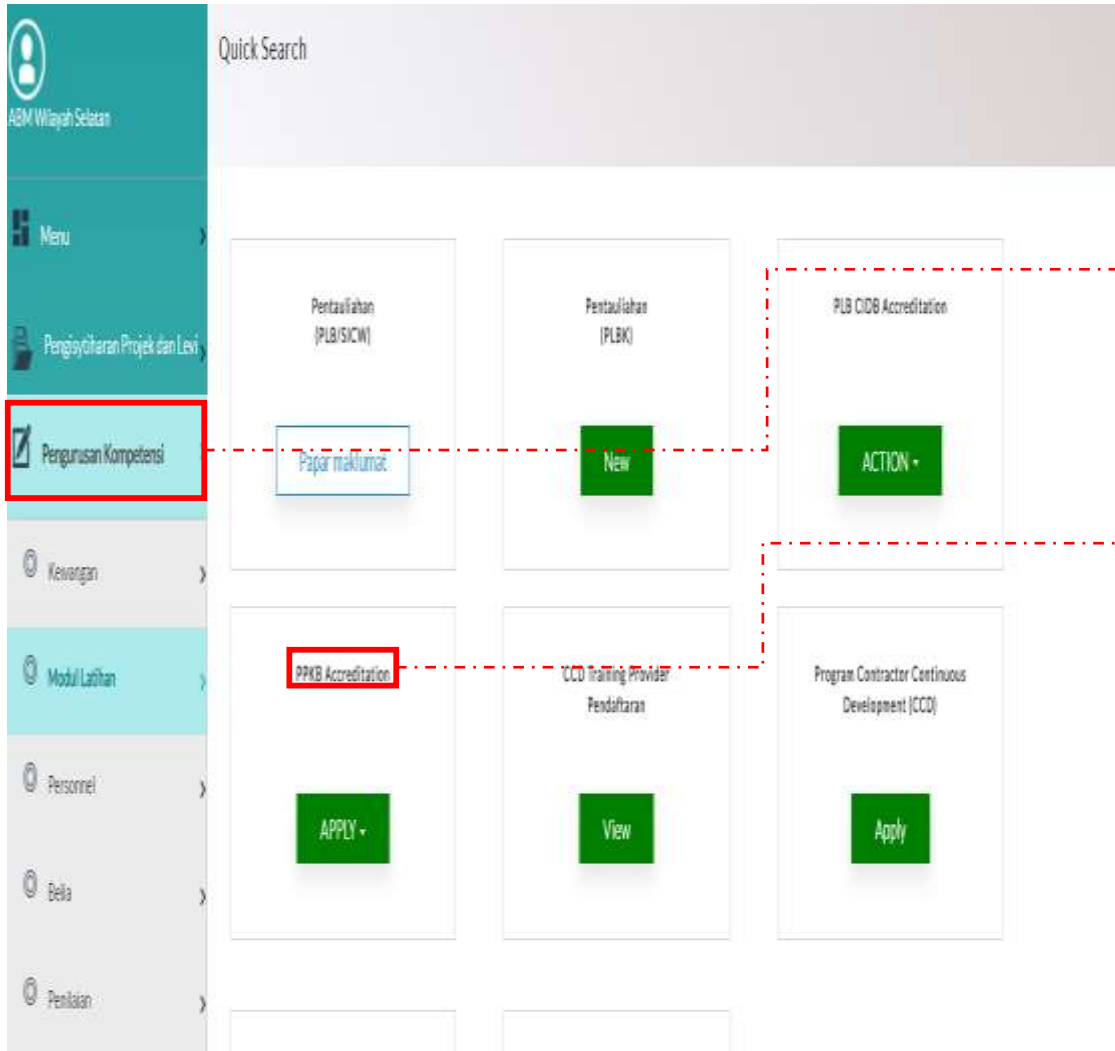 ABM Wilayah Selatan
Quick Search
Menu
Pengisytiharan Projek dan Levi
Pengurusan Kompetensi
Kewangan
Modul Latihan
Personnel
Belia
Penilaian
Pentauliahan
(PLB/SICW)
Papar maklumat
Pentauliahan
(PLBK)
New
PLB CIDB Accreditation
ACTION
PPKB Accreditation
APPLY
CCD Training Provider
Pendaftaran
View
Program Contractor Continuous
Development (CCD)
Apply